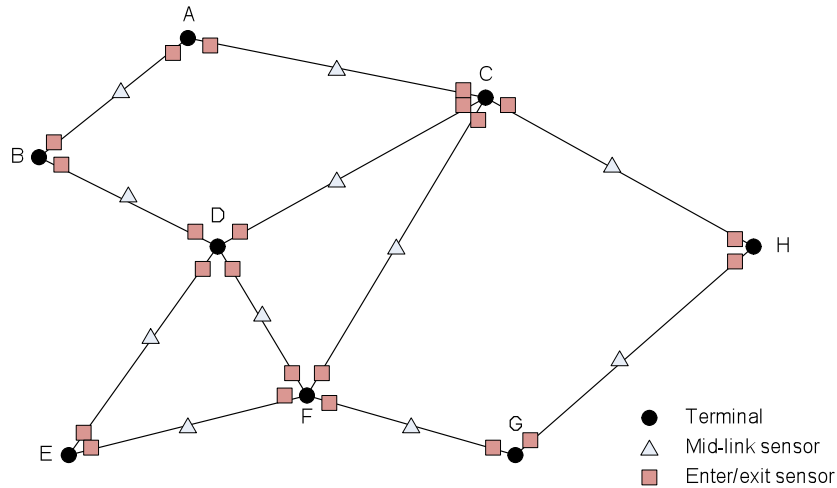 A
C
B
D
H
F
G
E
Terminal
Mid-link sensor
Enter/exit sensor